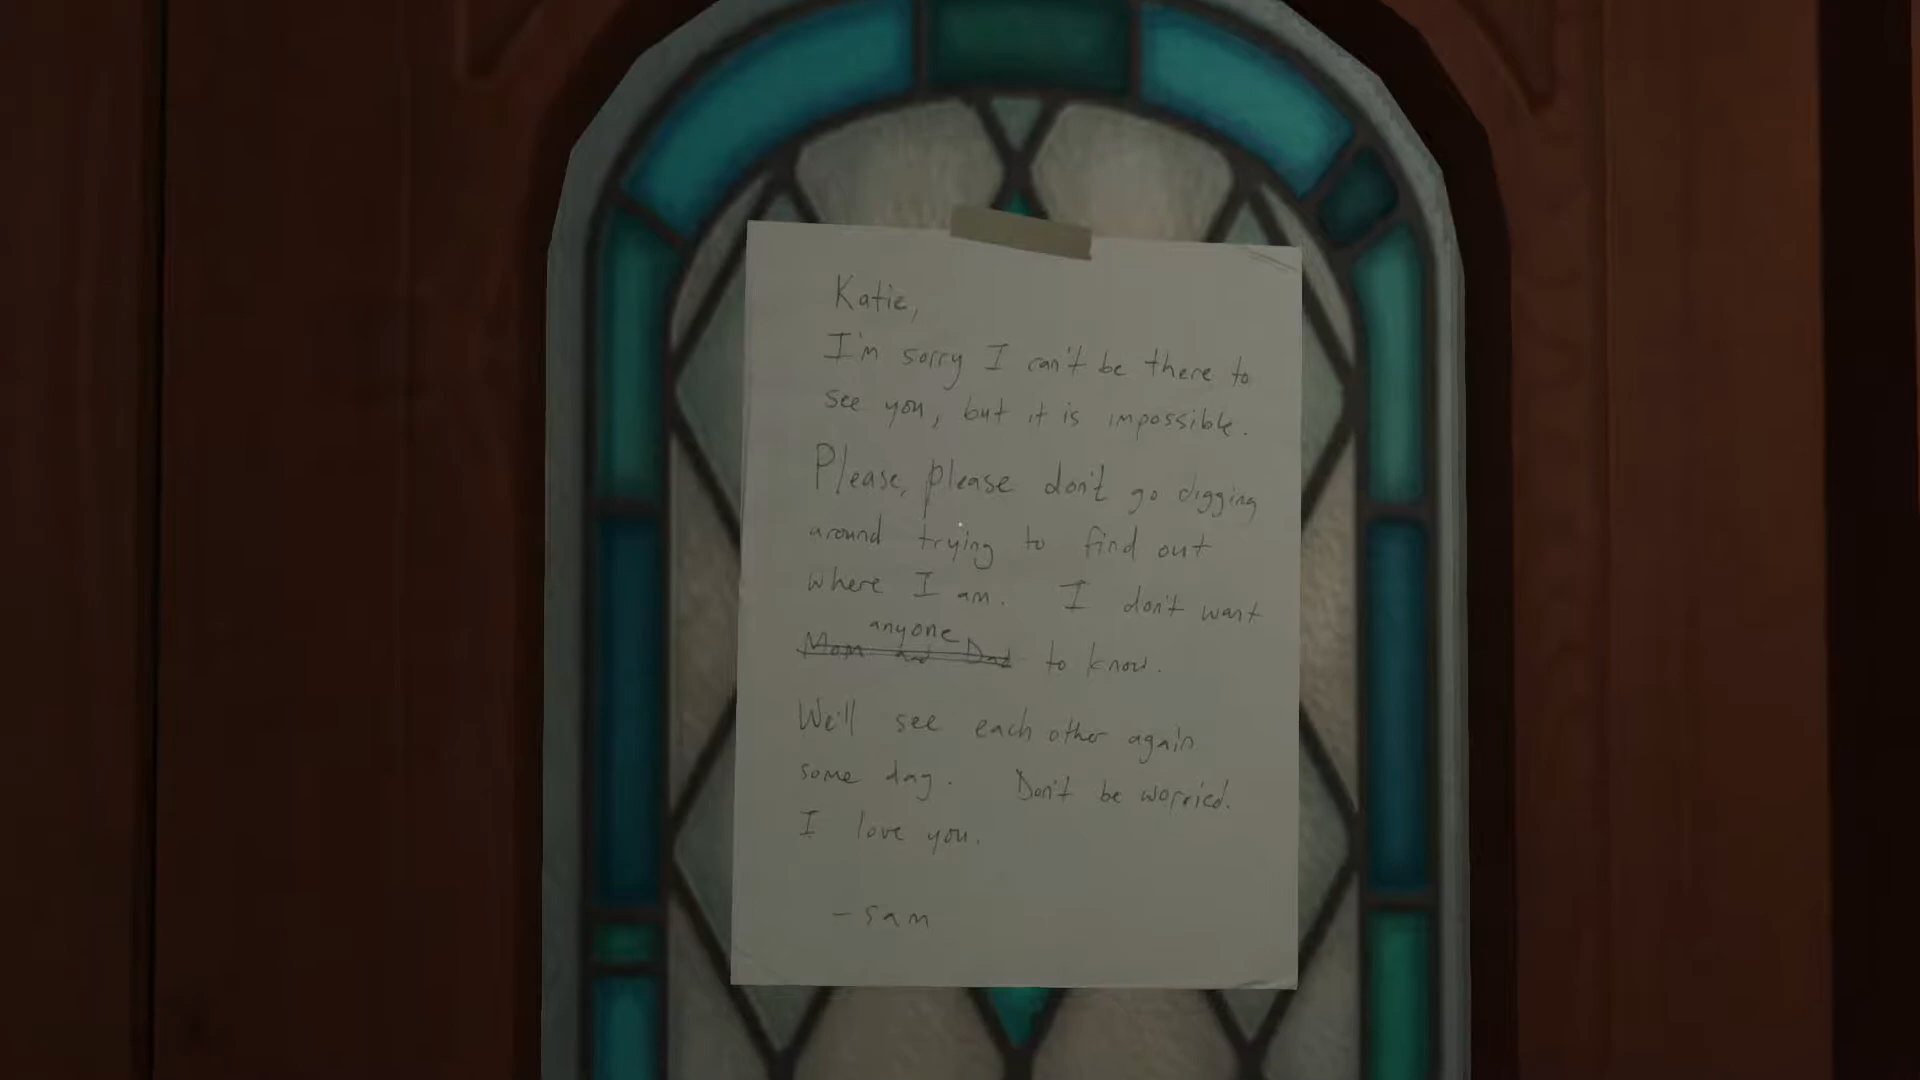 Katie,
I'm sorry I can't be there to
see you, but it is impossible.
Please, please don't go digging
around trying to find out
where I am. I don't want
anyone
Mom and Dad to know.
We'll see each other again
some day. Don't be worried.
I love you.
- Sam